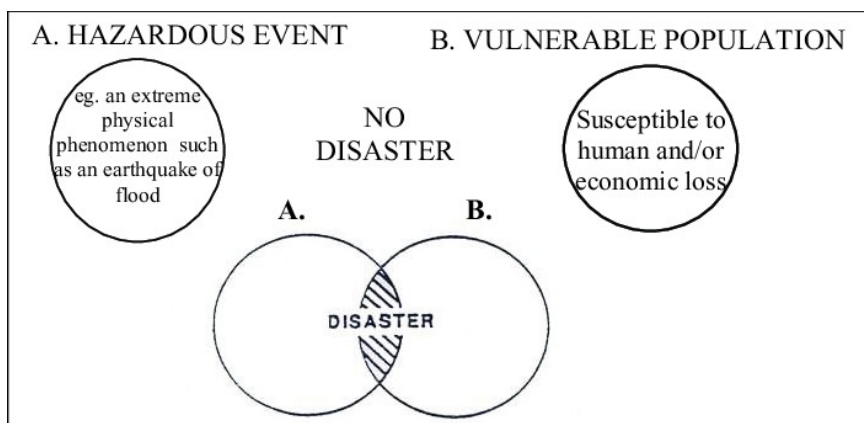 A. HAZARDOUS EVENT
B. VULNERABLE POPULATION
eg. an extreme
physical
phenomenon such
as an earthquake of
flood
NO
DISASTER
Susceptible to
human and/or
economic loss
A.
B.
DISASTER